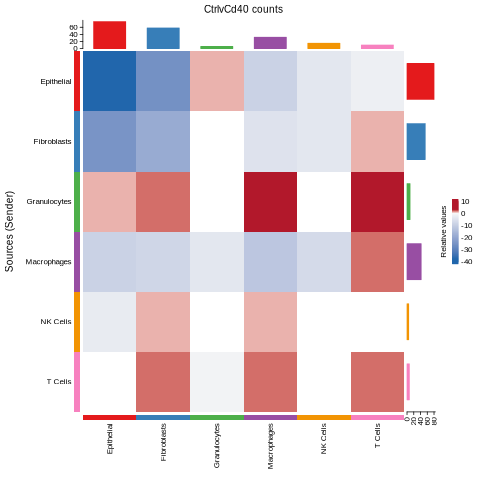 CtrlvCd40 counts
60
40
20
0
Sources (Sender)
Epithelial
Fibroblasts
Granulocytes
Macrophages
NK Cells
T Cells
Relative values
10
0
-10
-20
-30
-40
0
20
40
60
80
Epithelial
Fibroblasts
Granulocytes
Macrophages
NK Cells
T Cells